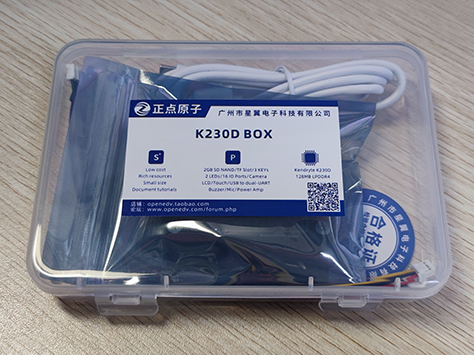 正点原子
广州市星翼电子科技有限公司
K230D BOX
S
Low cost
Rich resources
Small size
Document tutorials
P
2GB SD NAND/TF Slot/3 KEYs
2 LEDs/16 IO Ports/Camera
LCD/Touch/USB to dual-UART
Buzzer/Mic/Power Amp
Kendryte K230D
128MB LPDDR4
店铺：openedv.taobao.com
论坛：www.openedv.com/forum.php
广州市星翼电子科技有限
合格证